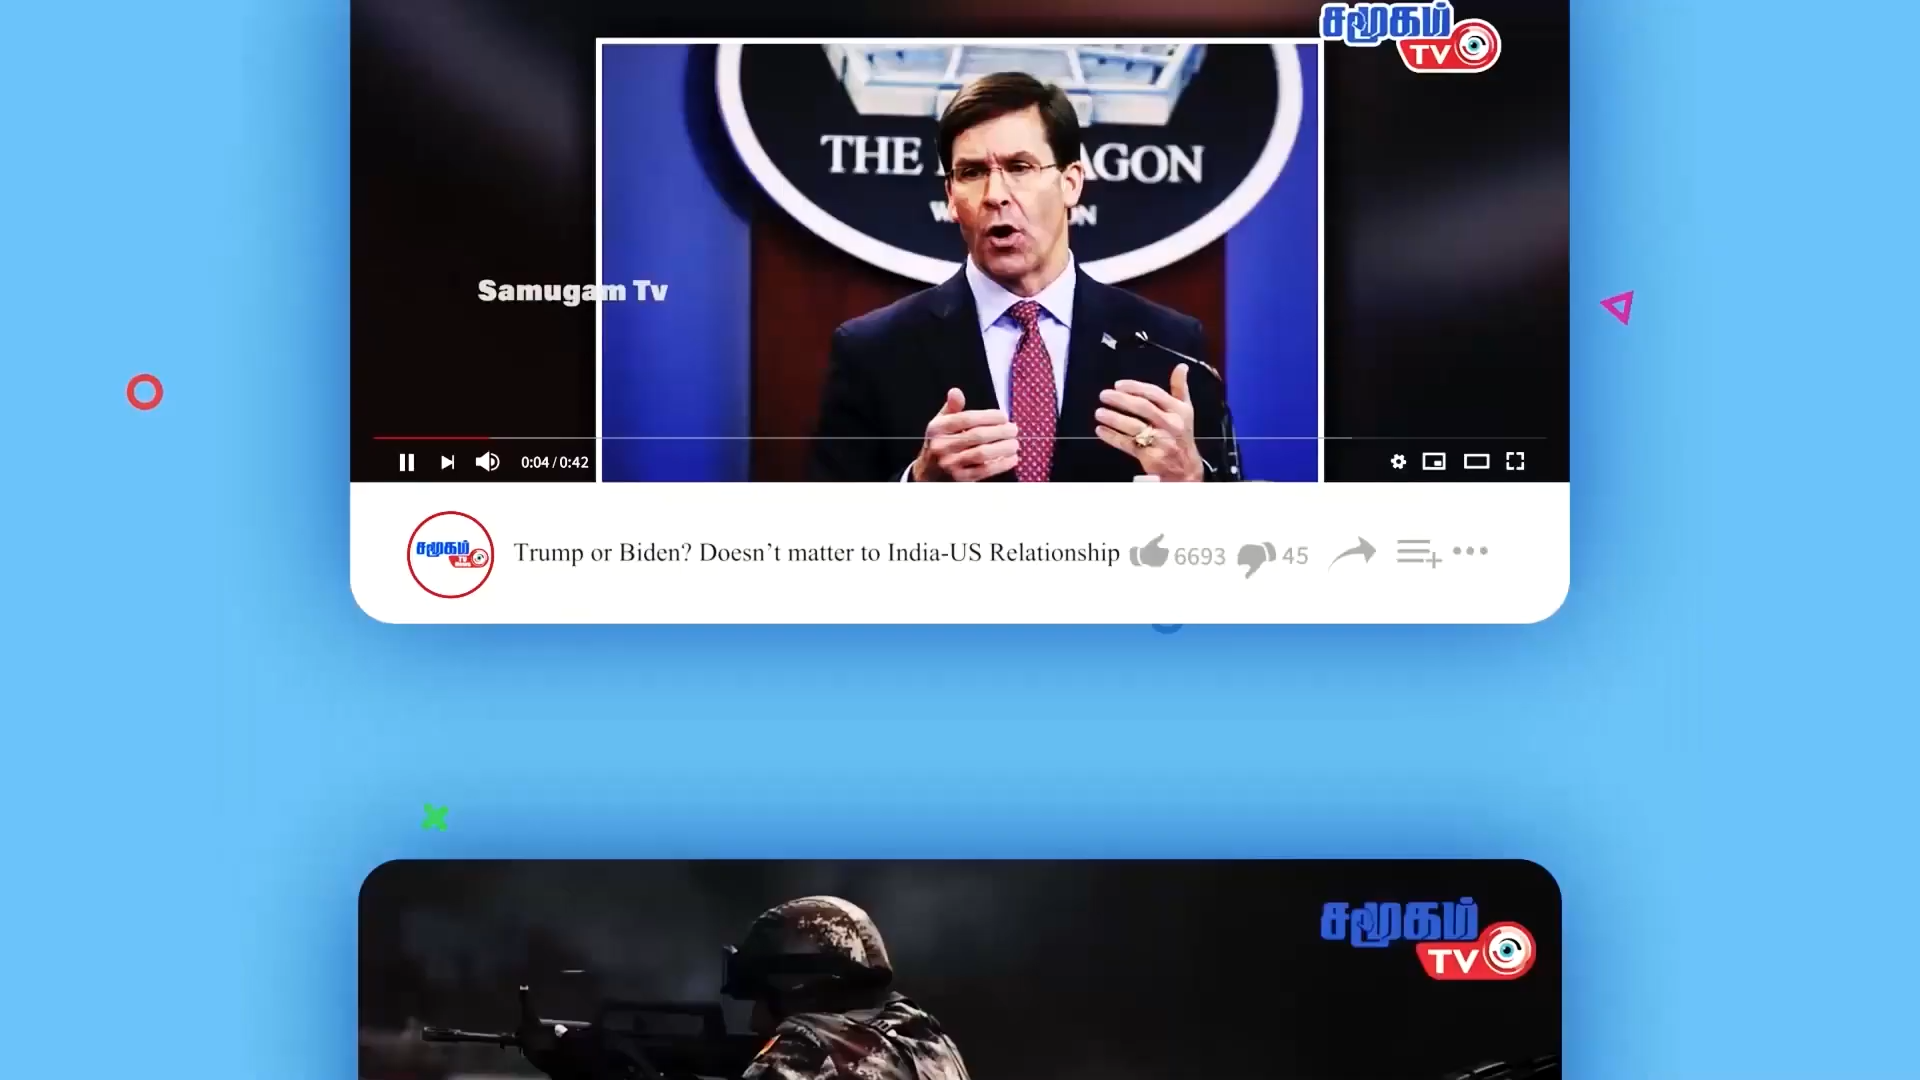 சமூகம்
TV
THE AGON
Samugam Tv
0:04 / 0:42
சமூகம்
TV
Trump or Biden? Doesn’t matter to India-US Relationship
6693
45
சமூகம்
TV